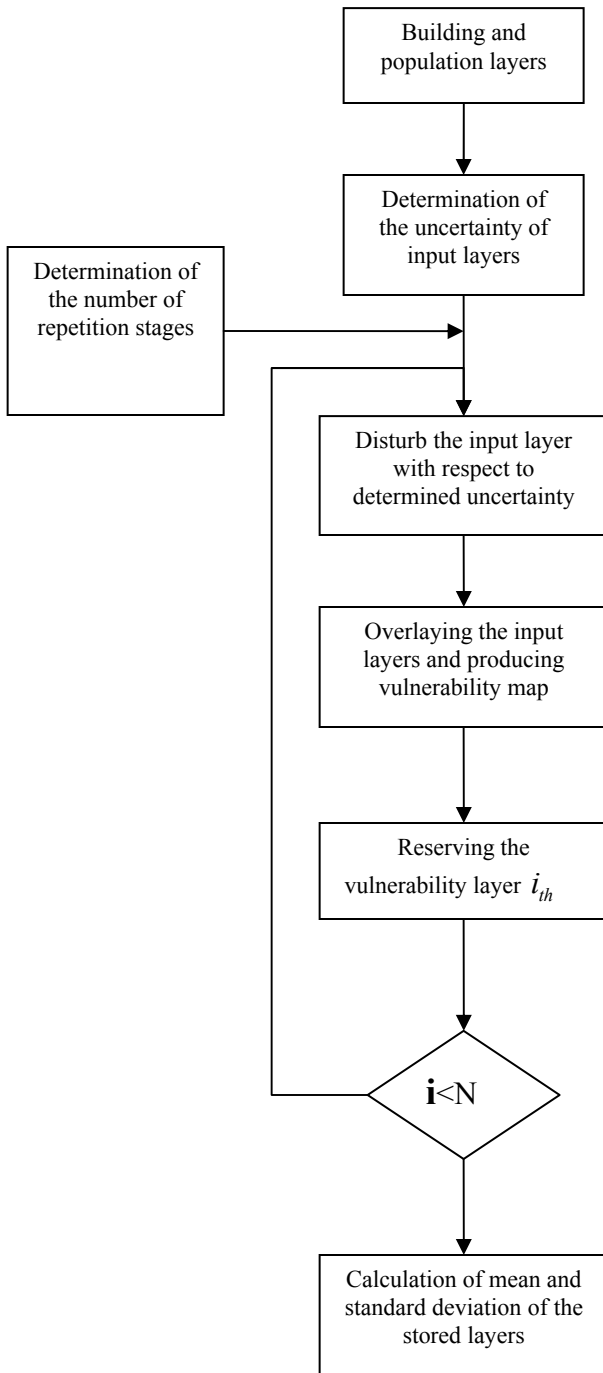 Building and
population layers
Determination of
the uncertainty of
input layers
Determination of
the number of
repetition stages
Disturb the input layer
with respect to
determined uncertainty
Overlaying the input
layers and producing
vulnerability map
Reserving the
vulnerability layer i_th
i<N
Calculation of mean and
standard deviation of the
stored layers